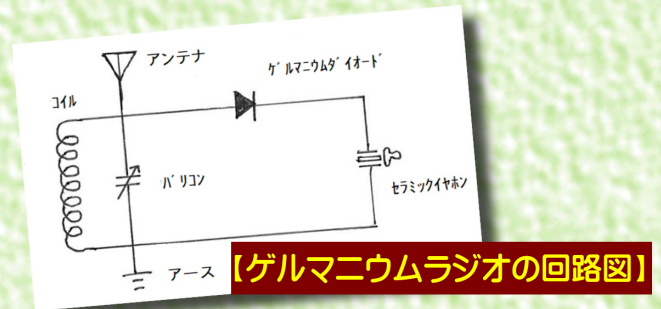 アンテナ
ゲルマニウムダイオード
コイル
バリコン
セラミックイヤホン
アース
【ゲルマニウムラジオの回路図】